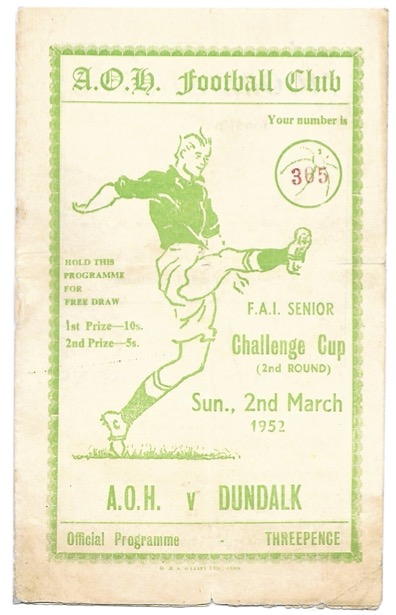 A.O.H. Football Club
Your number is
305
HOLD THIS
PROGRAMME
FOR
FREE DRAW
1st Prize—10s.
2nd Prize—5s.
F.A.I. SENIOR
Challenge Cup
(2nd ROUND)
Sun., 2nd March
1952
A.O.H. v DUNDALK
Official Programme - THREEPENCE